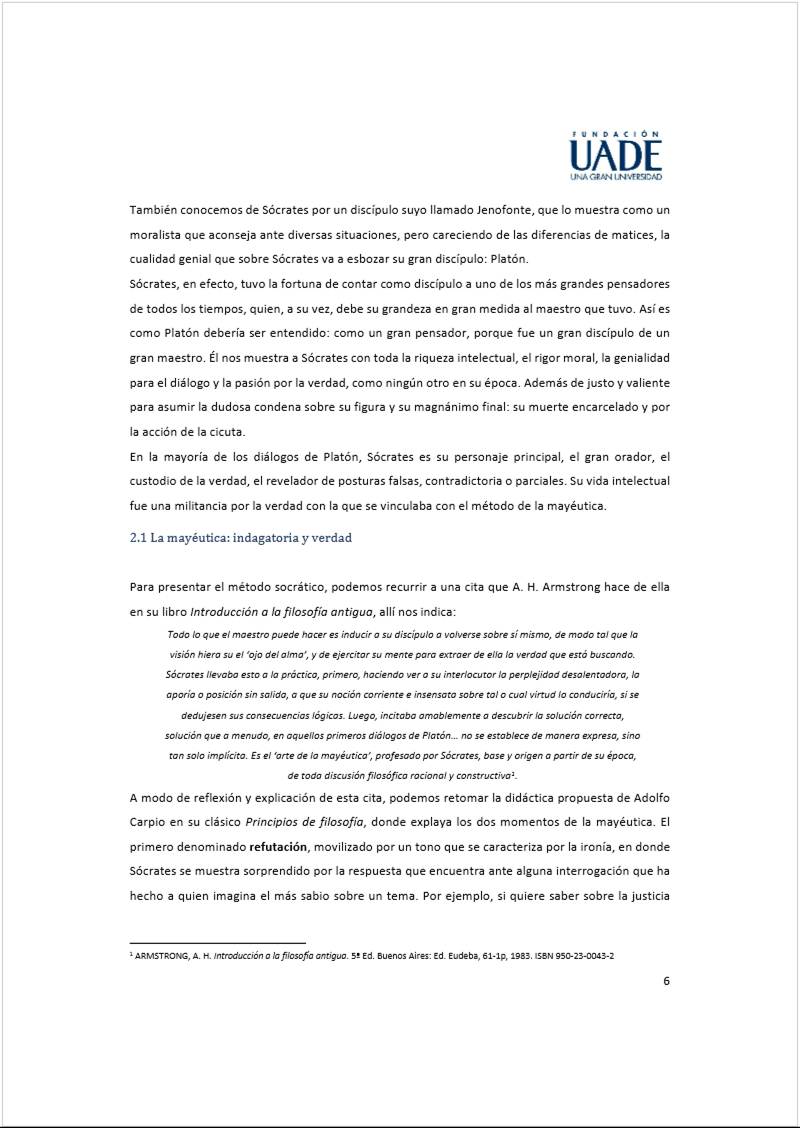 FUNDACIÓN
UADE
UNA GRAN UNIVERSIDAD
También conocemos de Sócrates por un discípulo suyo llamado Jenofonte, que lo muestra como un
moralista que aconseja ante diversas situaciones, pero careciendo de las diferencias de matices, la
cualidad genial que sobre Sócrates va a esbozar su gran discípulo: Platón.
Sócrates, en efecto, tuvo la fortuna de contar como discípulo a uno de los más grandes pensadores
de todos los tiempos, quien, a su vez, debe su grandeza en gran medida al maestro que tuvo. Así es
como Platón debería ser entendido: como un gran pensador, porque fue un gran discípulo de un
gran maestro. Él nos muestra a Sócrates con toda la riqueza intelectual, el rigor moral, la genialidad
para el diálogo y la pasión por la verdad, como ningún otro en su época. Además de justo y valiente
para asumir la dudosa condena sobre su figura y su magnánimo final: su muerte encarcelado y por
la acción de la cicuta.
En la mayoría de los diálogos de Platón, Sócrates es su personaje principal, el gran orador, el
custodio de la verdad, el revelador de posturas falsas, contradictoria o parciales. Su vida intelectual
fue una militancia por la verdad con la que se vinculaba con el método de la mayéutica.
2.1 La mayéutica: indagatoria y verdad
Para presentar el método socrático, podemos recurrir a una cita que A. H. Armstrong hace de ella
en su libro Introducción a la filosofía antigua, allí nos indica:
Todo lo que el maestro puede hacer es inducir a su discípulo a volverse sobre sí mismo, de modo tal que la
visión hiera su el ‘ojo del alma’, y de ejercitar su mente para extraer de ella la verdad que está buscando.
Sócrates llevaba esto a la práctica, primero, haciendo ver a su interlocutor la perplejidad desalentadora, la
aporía o posición sin salida, a que su noción corriente e insensata sobre tal o cual virtud lo conduciría, si se
dedujesen sus consecuencias lógicas. Luego, incitaba amablemente a descubrir la solución correcta,
solución que a menudo, en aquellos primeros diálogos de Platón... no se establece de manera expresa, sino
tan solo implícita. Es el ‘arte de la mayéutica’, profesado por Sócrates, base y origen a partir de su época,
de toda discusión filosófica racional y constructiva¹.
A modo de reflexión y explicación de esta cita, podemos retomar la didáctica propuesta de Adolfo
Carpio en su clásico Principios de filosofía, donde explaya los dos momentos de la mayéutica. El
primero denominado refutación, movilizado por un tono que se caracteriza por la ironía, en donde
Sócrates se muestra sorprendido por la respuesta que encuentra ante alguna interrogación que ha
hecho a quien imagina el más sabio sobre un tema. Por ejemplo, si quiere saber sobre la justicia
¹ ARMSTRONG, A. H. Introducción a la filosofía antigua. 5ª Ed. Buenos Aires: Ed. Eudeba, 61-1p, 1983. ISBN 950-23-0043-2
6